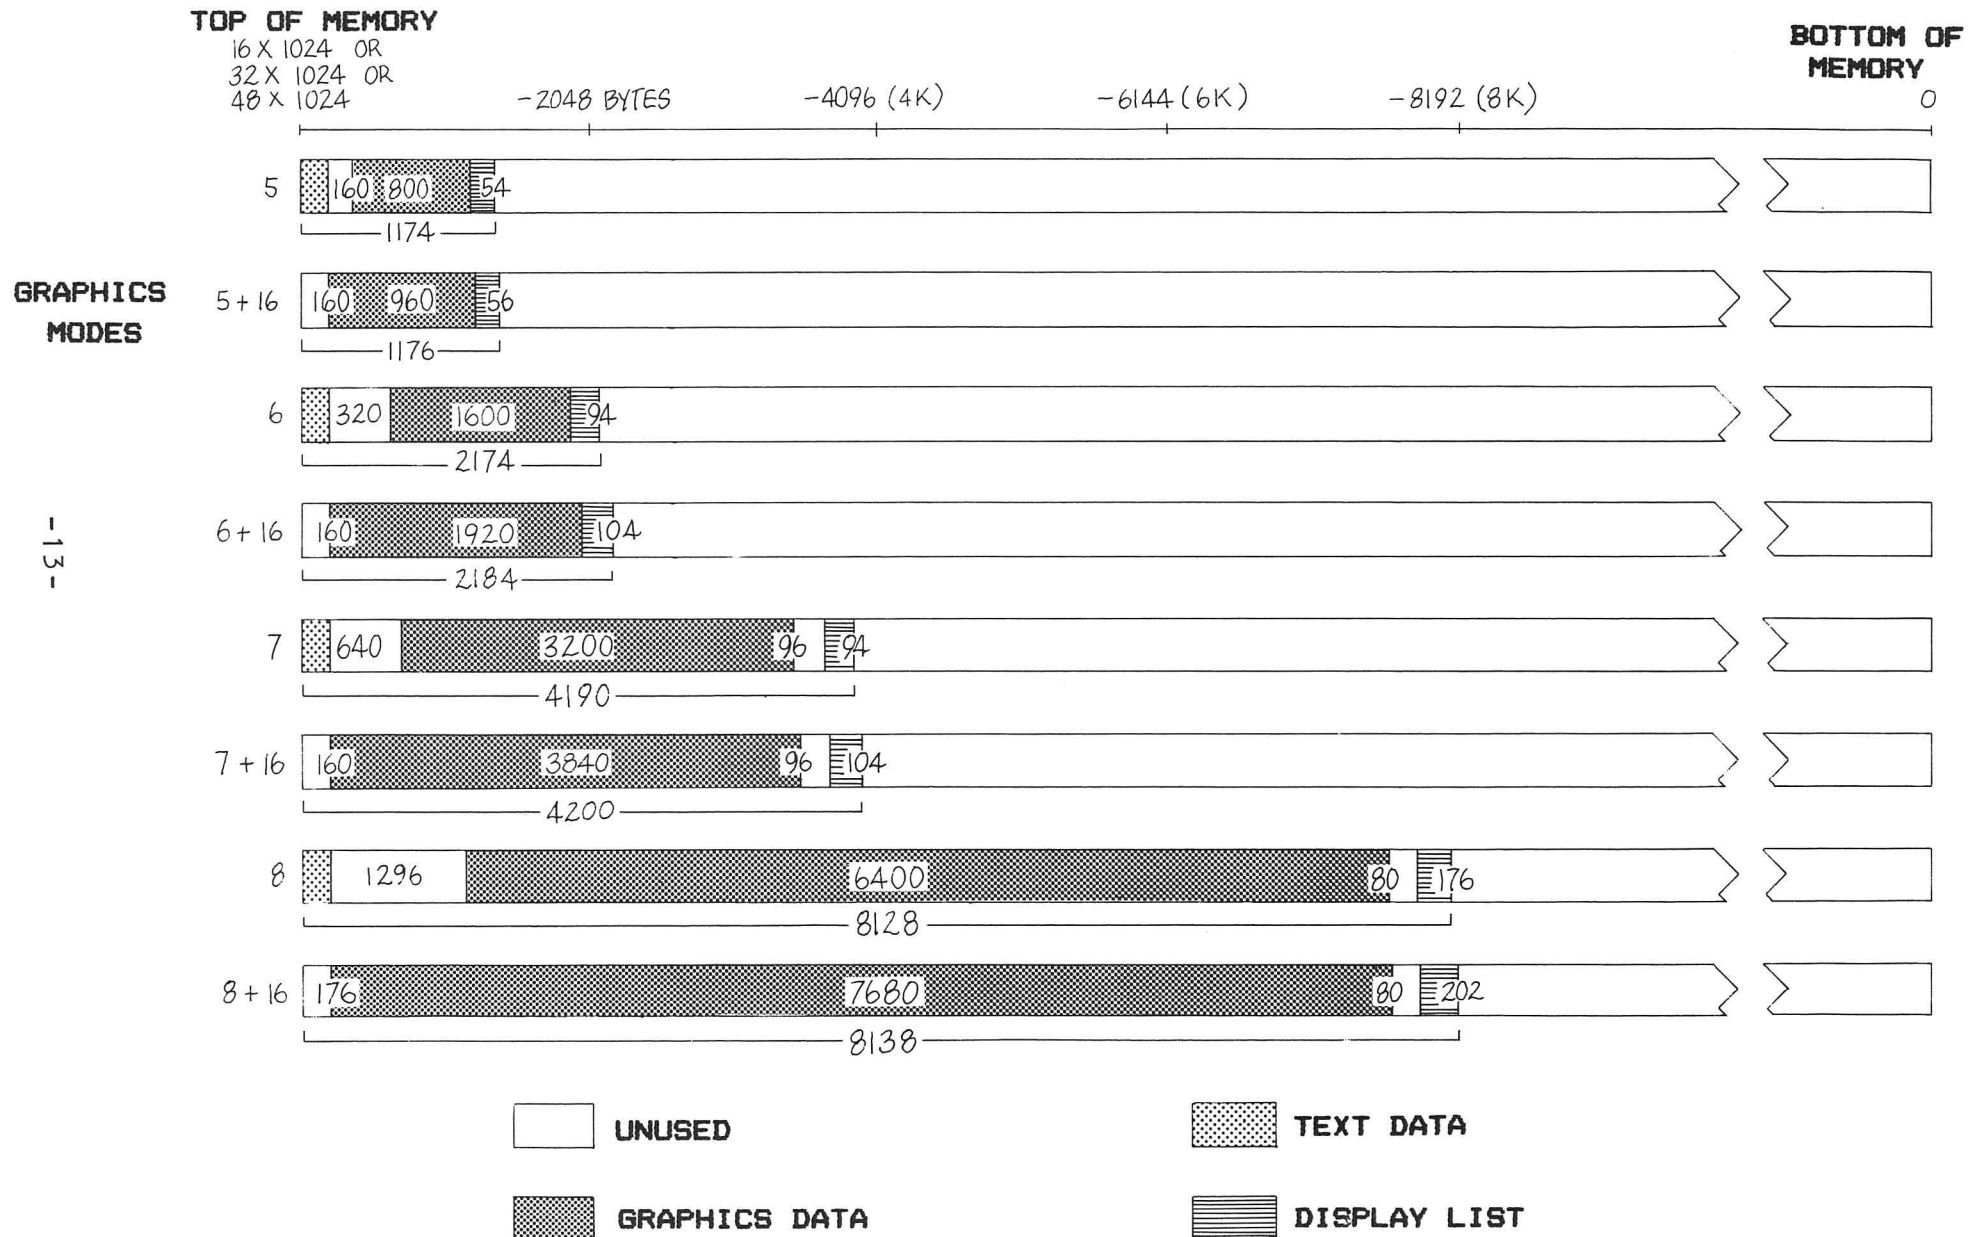 TOP OF MEMORY
16 X 1024 OR
32 X 1024 OR
48 X 1024
-2048 BYTES
-4096 (4K)
-6144 (6K)
-8192 (8K)
BOTTOM OF
MEMORY
0
GRAPHICS
MODES
5
160 800 54
1174
5 + 16
160 960 56
1176
6
320 1600 94
2174
6 + 16
160 1920 104
2184
7
640 3200 96 94
4190
7 + 16
160 3840 96 104
4200
8
1296 6400 80 176
8128
8 + 16
176 7680 80 202
8138
-13-
UNUSED
TEXT DATA
GRAPHICS DATA
DISPLAY LIST